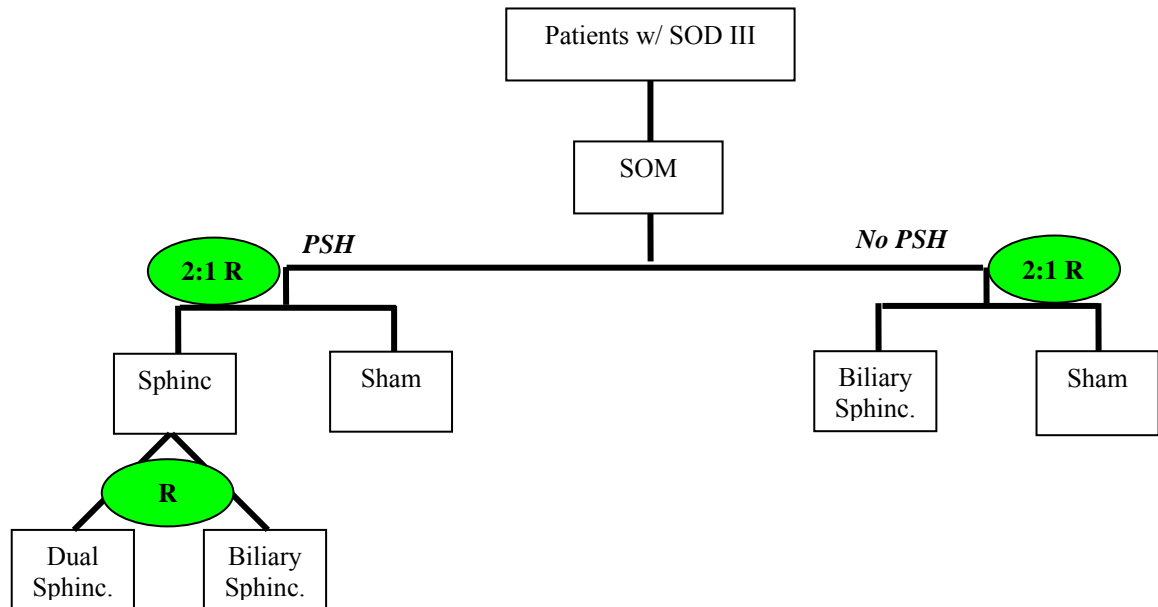 Patients w/ SOD III
SOM
PSH
No PSH
2:1 R
2:1 R
Sphinc
Sham
Biliary
Sphinc.
Sham
R
Dual
Sphinc.
Biliary
Sphinc.